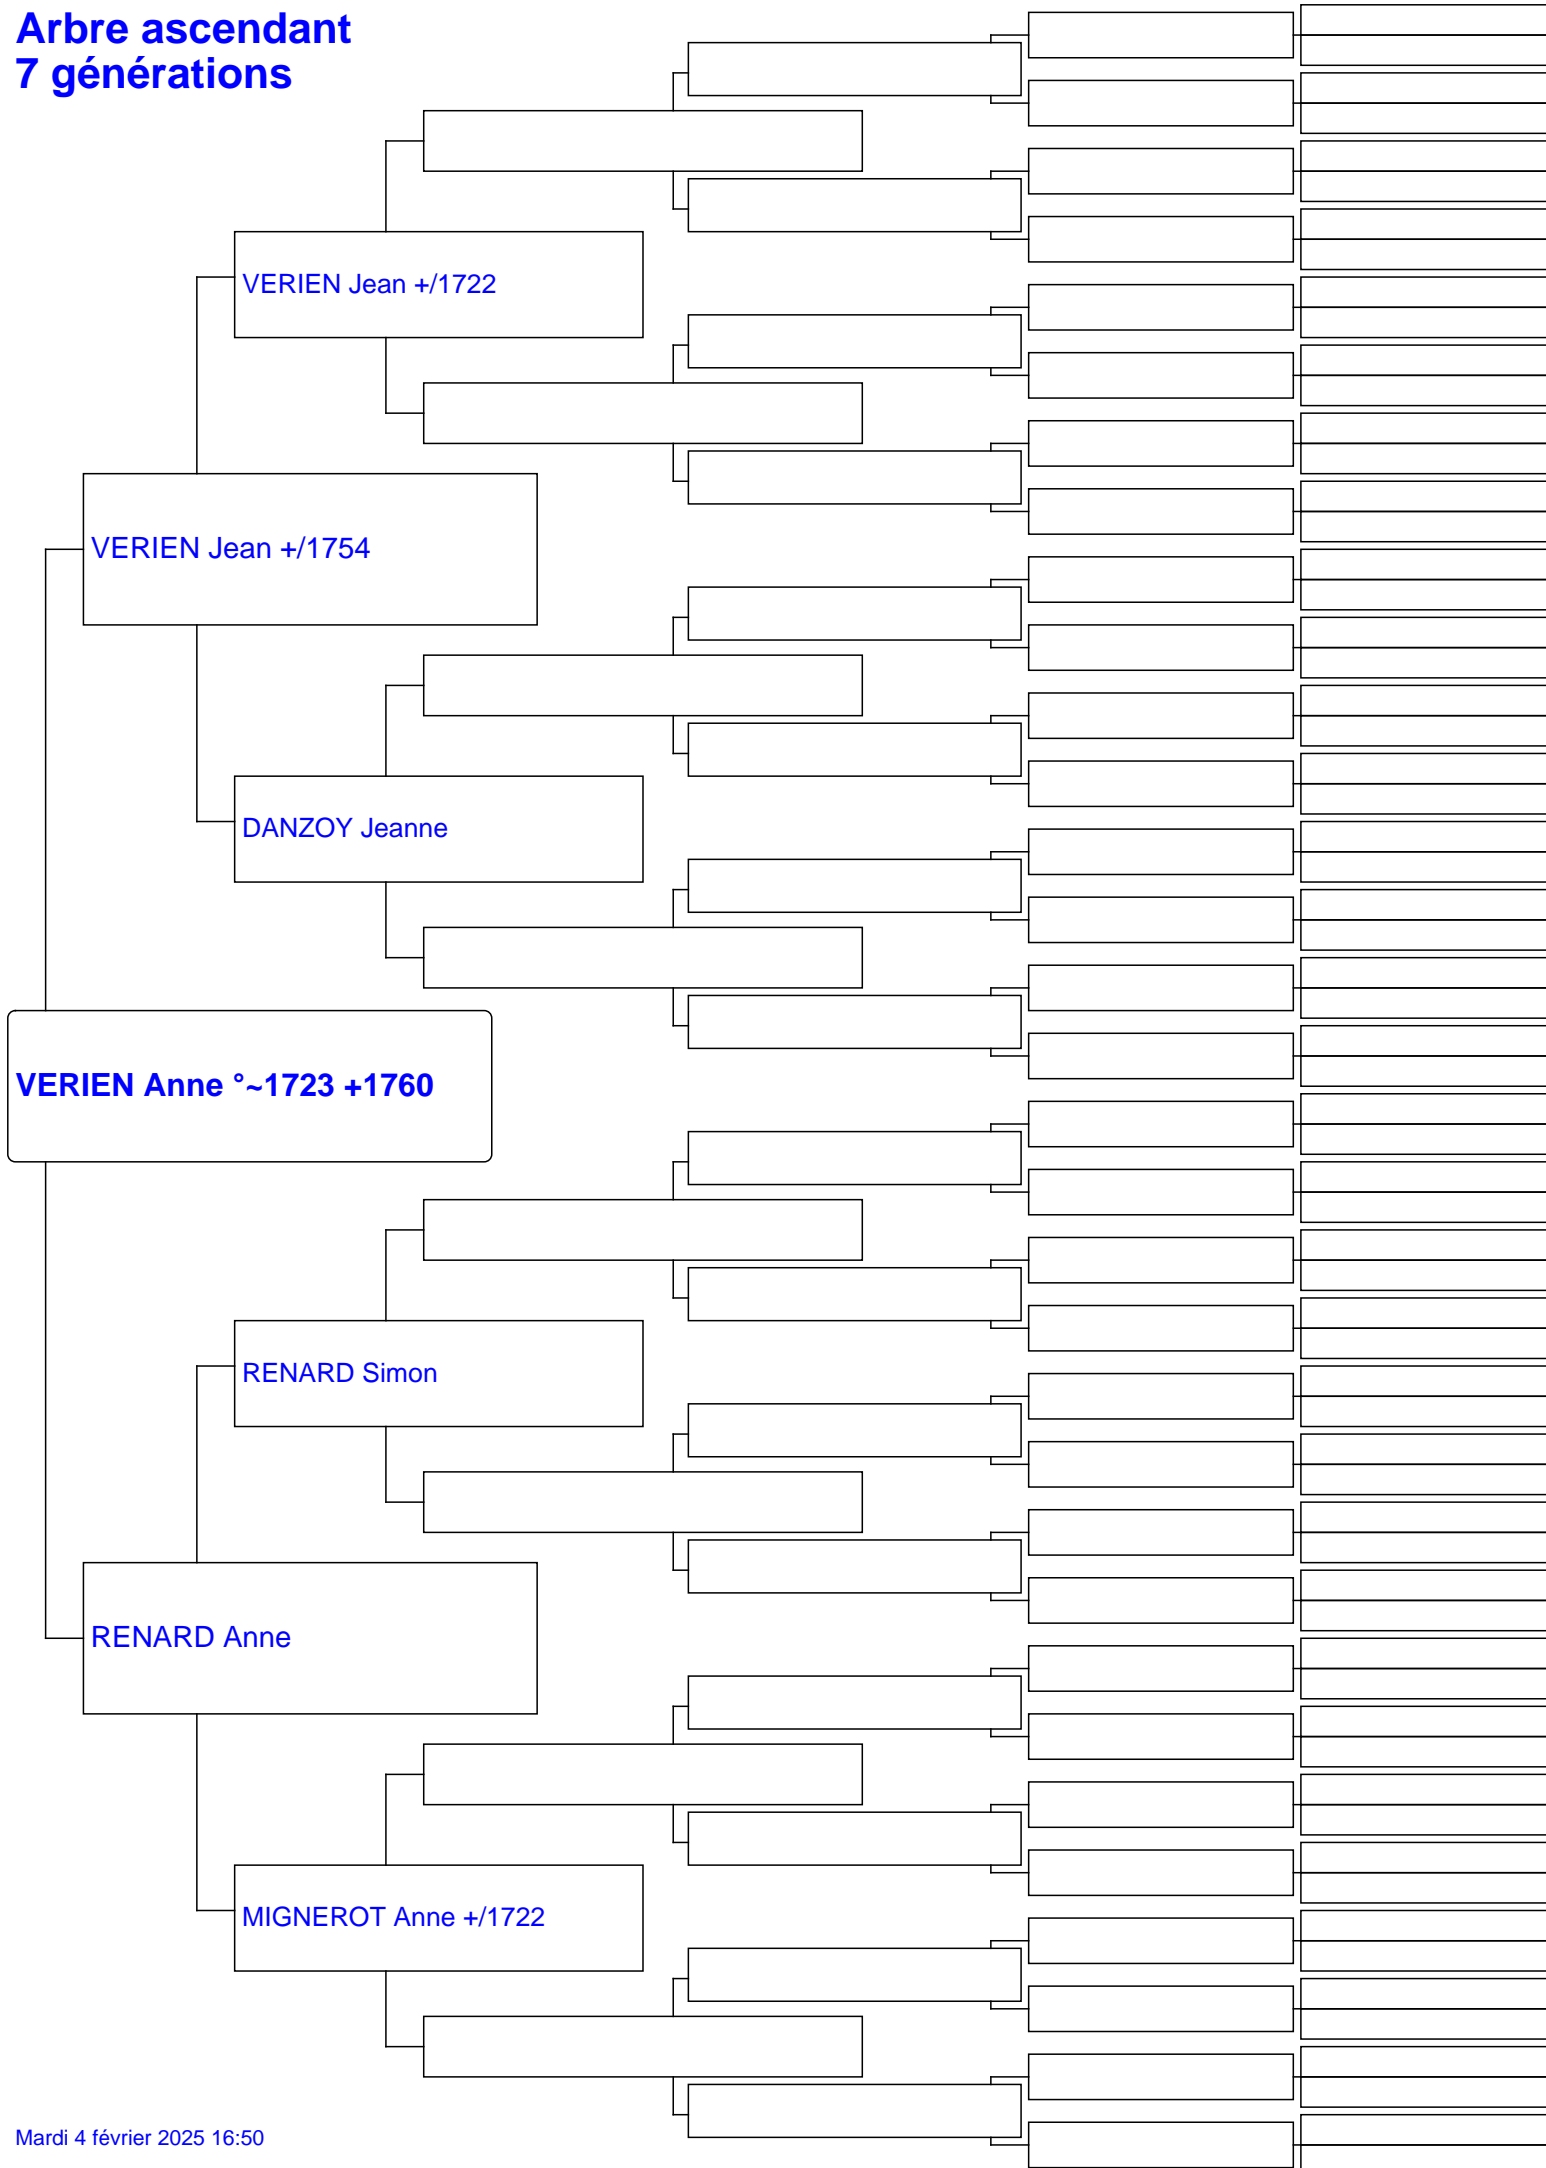 Arbre ascendant
7 générations
VERIEN Jean +/1722
VERIEN Jean +/1754
DANZOY Jeanne
VERIEN Anne °~1723 +1760
RENARD Simon
RENARD Anne
MIGNEROT Anne +/1722
Mardi 4 février 2025 16:50